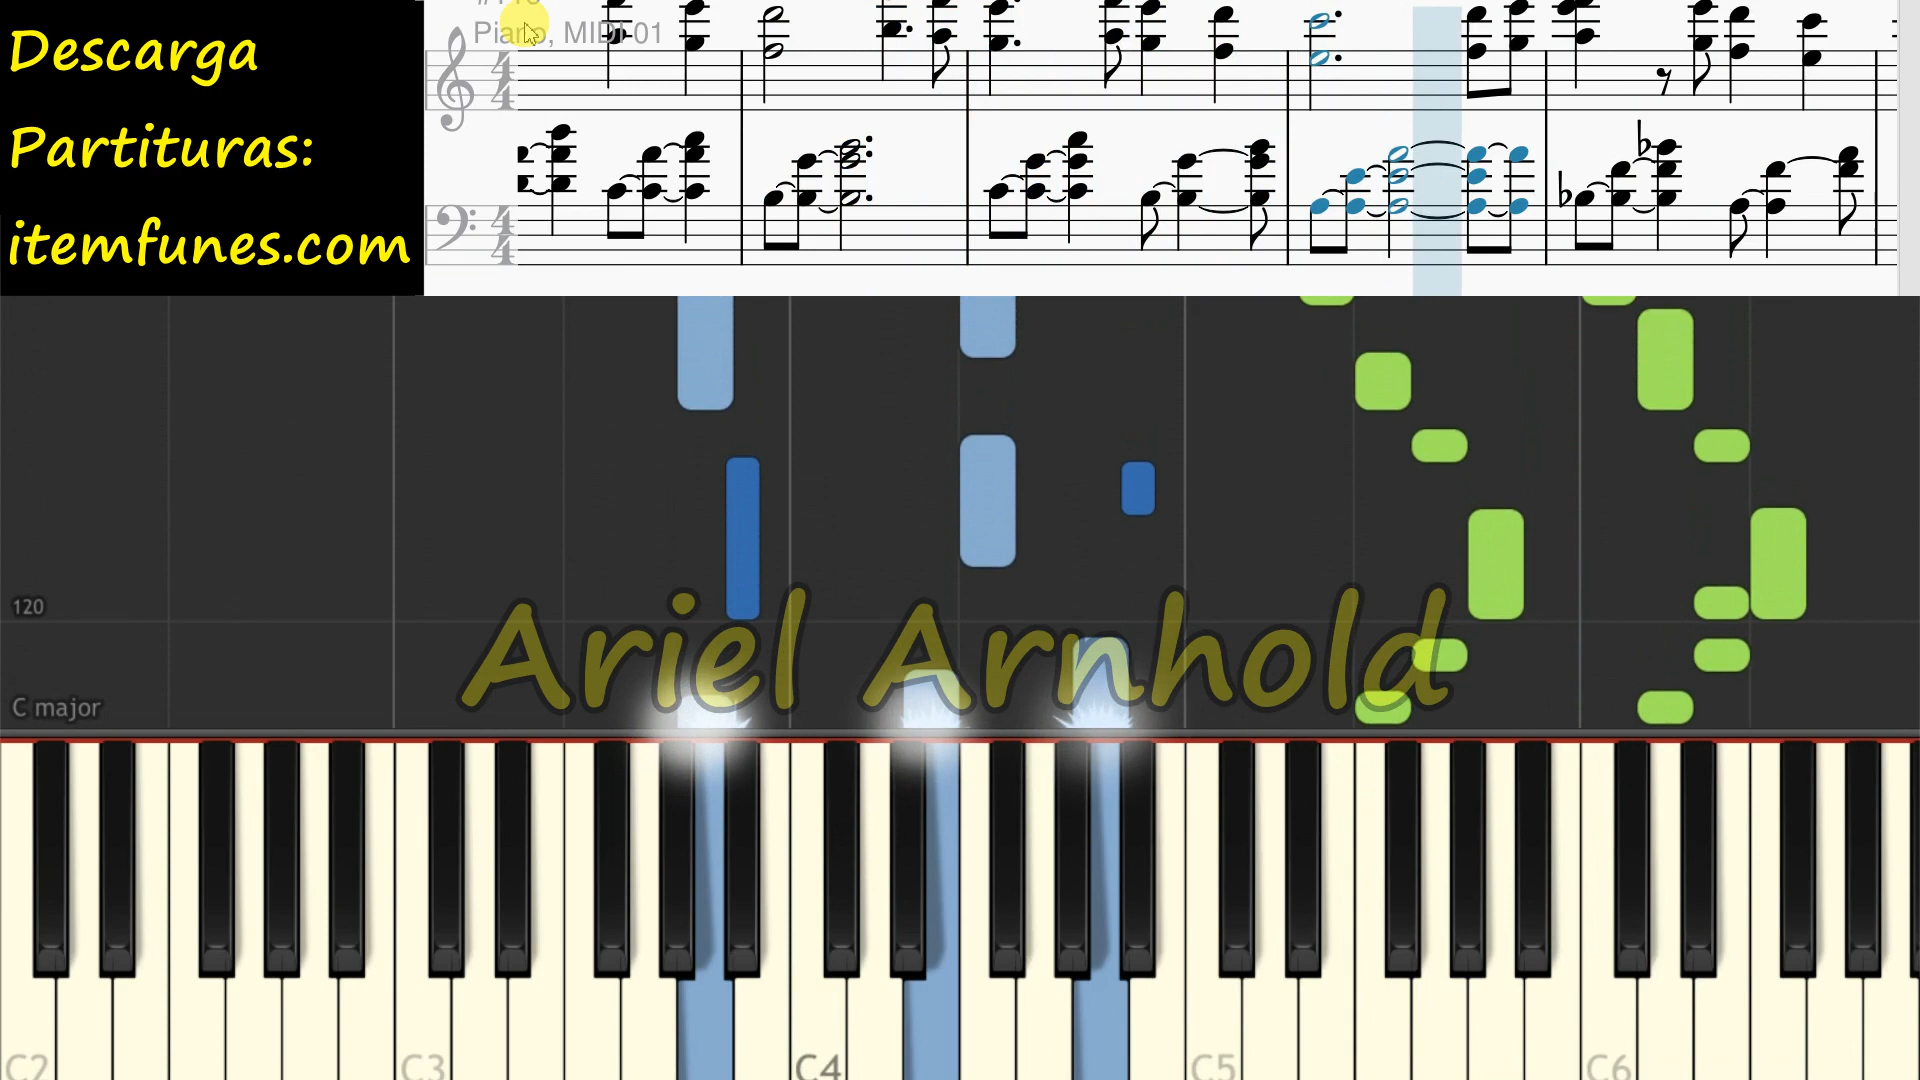 Descarga
Partituras:
itemfunes.com
Piano, MIDI 01
120
Ariel Arnhold
C major
C2 C3 C4 C5 C6